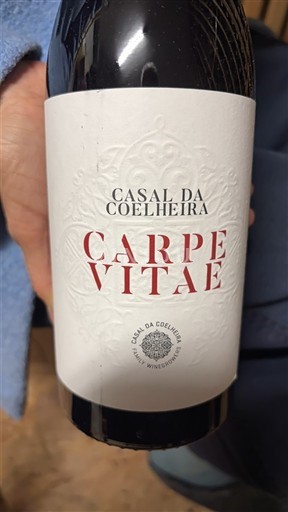 CASAL DA
COELHEIRA
CARPE
VITAE
CASAL DA COELHEIRA
FAMILY WINEGROWERS